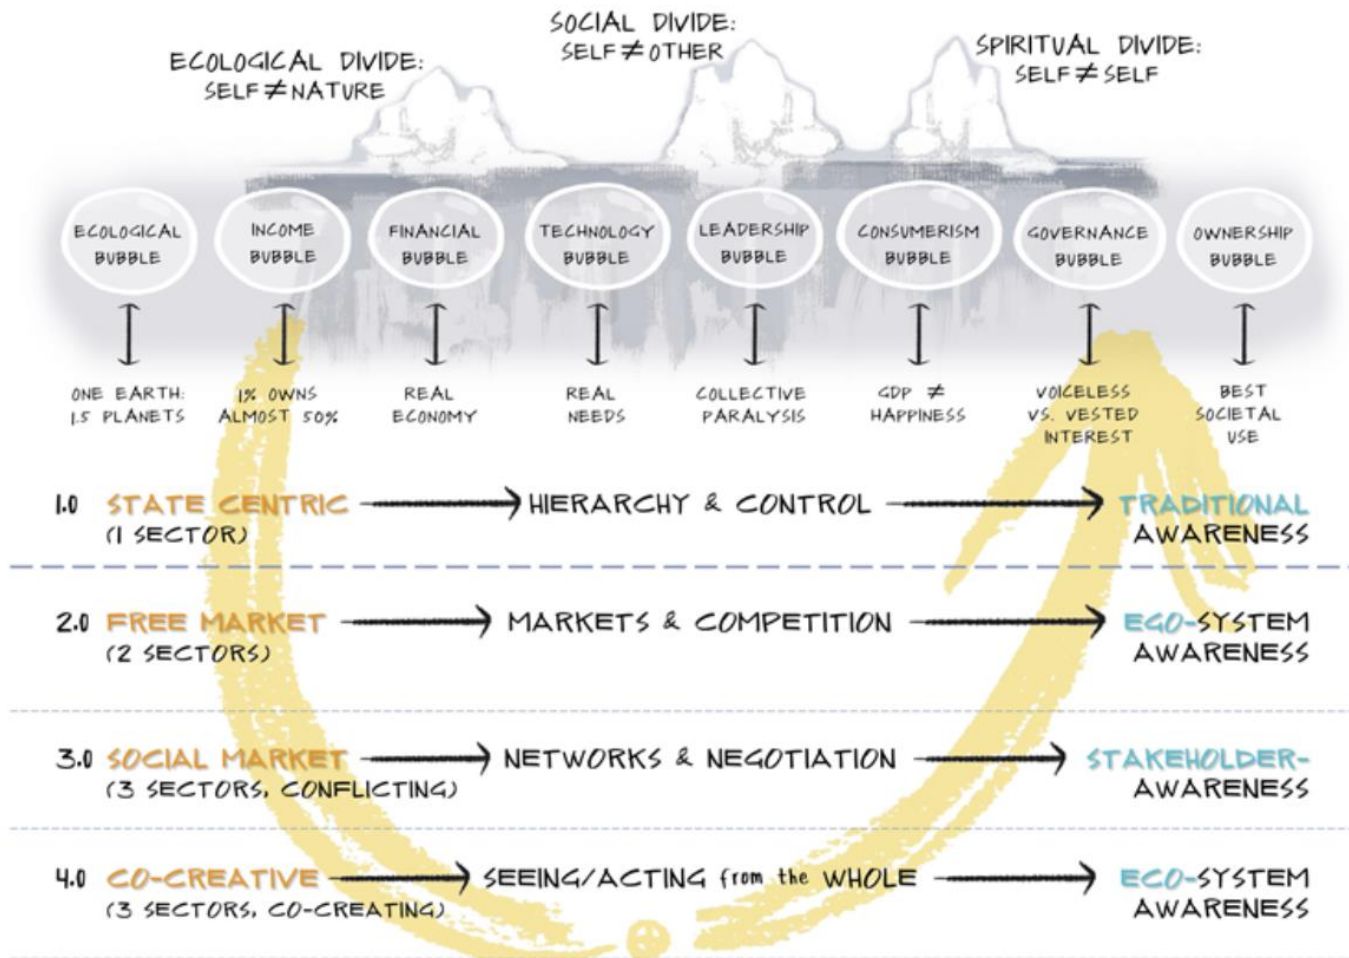 ECOLOGICAL DIVIDE:
SELF ≠ NATURE
SOCIAL DIVIDE:
SELF ≠ OTHER
SPIRITUAL DIVIDE:
SELF ≠ SELF
ECOLOGICAL
BUBBLE
INCOME
BUBBLE
FINANCIAL
BUBBLE
TECHNOLOGY
BUBBLE
LEADERSHIP
BUBBLE
CONSUMERISM
BUBBLE
GOVERNANCE
BUBBLE
OWNERSHIP
BUBBLE
ONE EARTH:
1.5 PLANETS
1% OWNS
ALMOST 50%
REAL
ECONOMY
REAL
NEEDS
COLLECTIVE
PARALYSIS
GDP ≠
HAPPINESS
VOICELESS
VS. VESTED
INTEREST
BEST
SOCIETAL
USE
1.0 STATE CENTRIC
(1 SECTOR)
HIERARCHY & CONTROL
TRADITIONAL
AWARENESS
2.0 FREE MARKET
(2 SECTORS)
MARKETS & COMPETITION
EGO-SYSTEM
AWARENESS
3.0 SOCIAL MARKET
(3 SECTORS, CONFLICTING)
NETWORKS & NEGOTIATION
STAKEHOLDER-
AWARENESS
4.0 CO-CREATIVE
(3 SECTORS, CO-CREATING)
SEEING/ACTING from the WHOLE
ECO-SYSTEM
AWARENESS